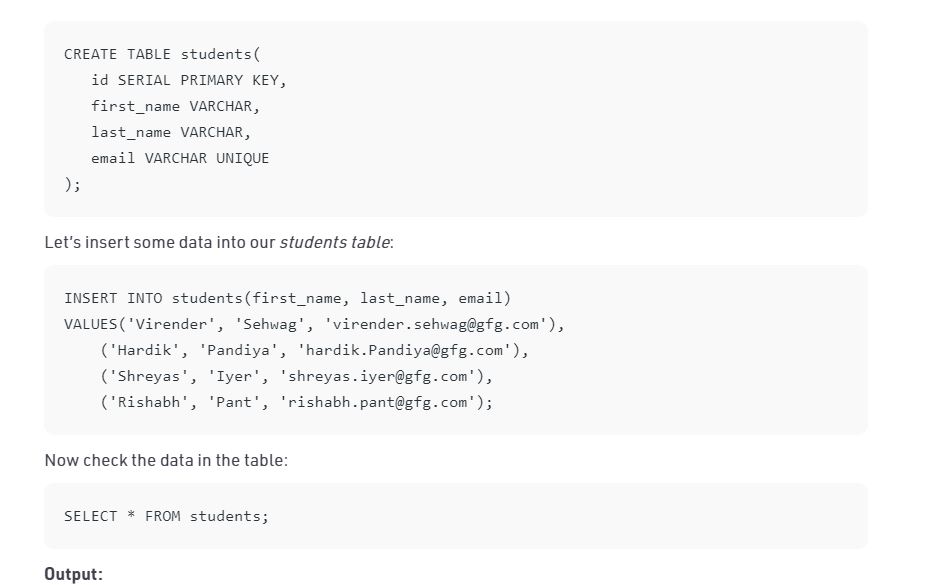 CREATE TABLE students(
   id SERIAL PRIMARY KEY,
   first_name VARCHAR,
   last_name VARCHAR,
   email VARCHAR UNIQUE
);
Let's insert some data into our students table:
INSERT INTO students(first_name, last_name, email)
VALUES('Virender', 'Sehwag', 'virender.sehwag@gfg.com'),
    ('Hardik', 'Pandiya', 'hardik.Pandiya@gfg.com'),
    ('Shreyas', 'Iyer', 'shreyas.iyer@gfg.com'),
    ('Rishabh', 'Pant', 'rishabh.pant@gfg.com');
Now check the data in the table:
SELECT * FROM students;
Output: